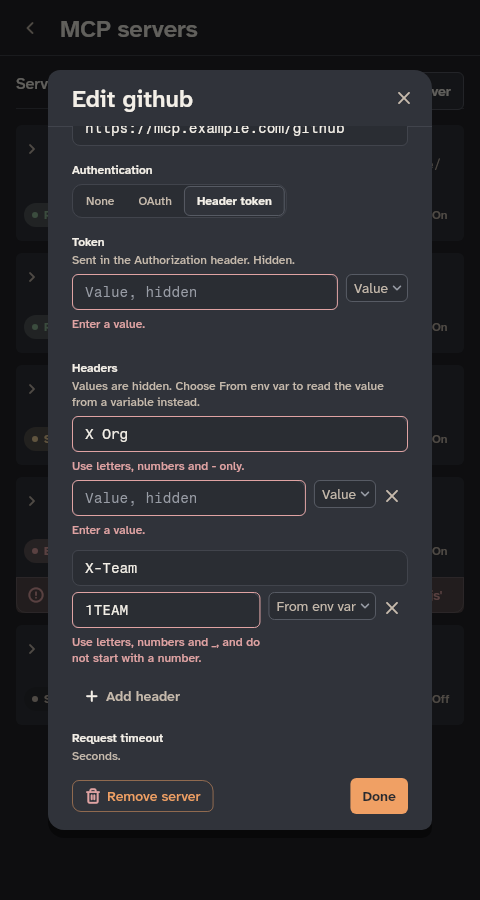 MCP servers
Serv
ver
Edit github
https://mcp.example.com/github
Authentication
None OAuth Header token
Token
Sent in the Authorization header. Hidden.
Value, hidden Value
Enter a value.
Headers
Values are hidden. Choose From env var to read the value
from a variable instead.
X Org
Use letters, numbers and - only.
Value, hidden Value
Enter a value.
X-Team
1TEAM From env var
Use letters, numbers and _, and do
not start with a number.
Add header
Request timeout
Seconds.
Remove server Done
On
On
On
On
Off